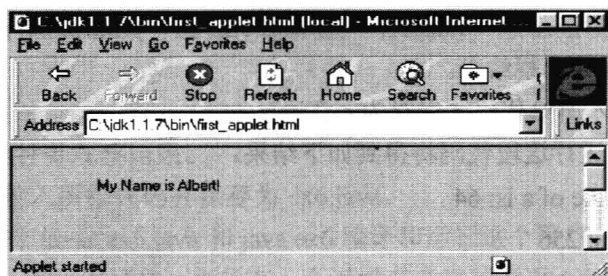 C:\jdk1.1.7\bin\first_applet.html [local] - Microsoft Internet ...
File Edit View Go Favorites Help
Back Forward Stop Refresh Home Search Favorites
Address C:\jdk1.1.7\bin\first_applet.html Links
My Name is Albert!
Applet started